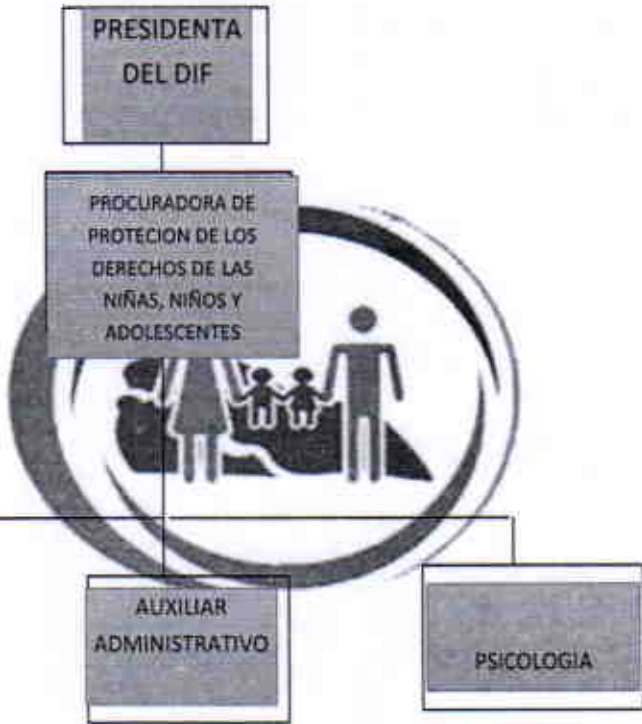 PRESIDENTA
DEL DIF
PROCURADORA DE
PROTECION DE LOS
DERECHOS DE LAS
NIÑAS, NIÑOS Y
ADOLESCENTES
AUXILIAR
ADMINISTRATIVO
PSICOLOGIA